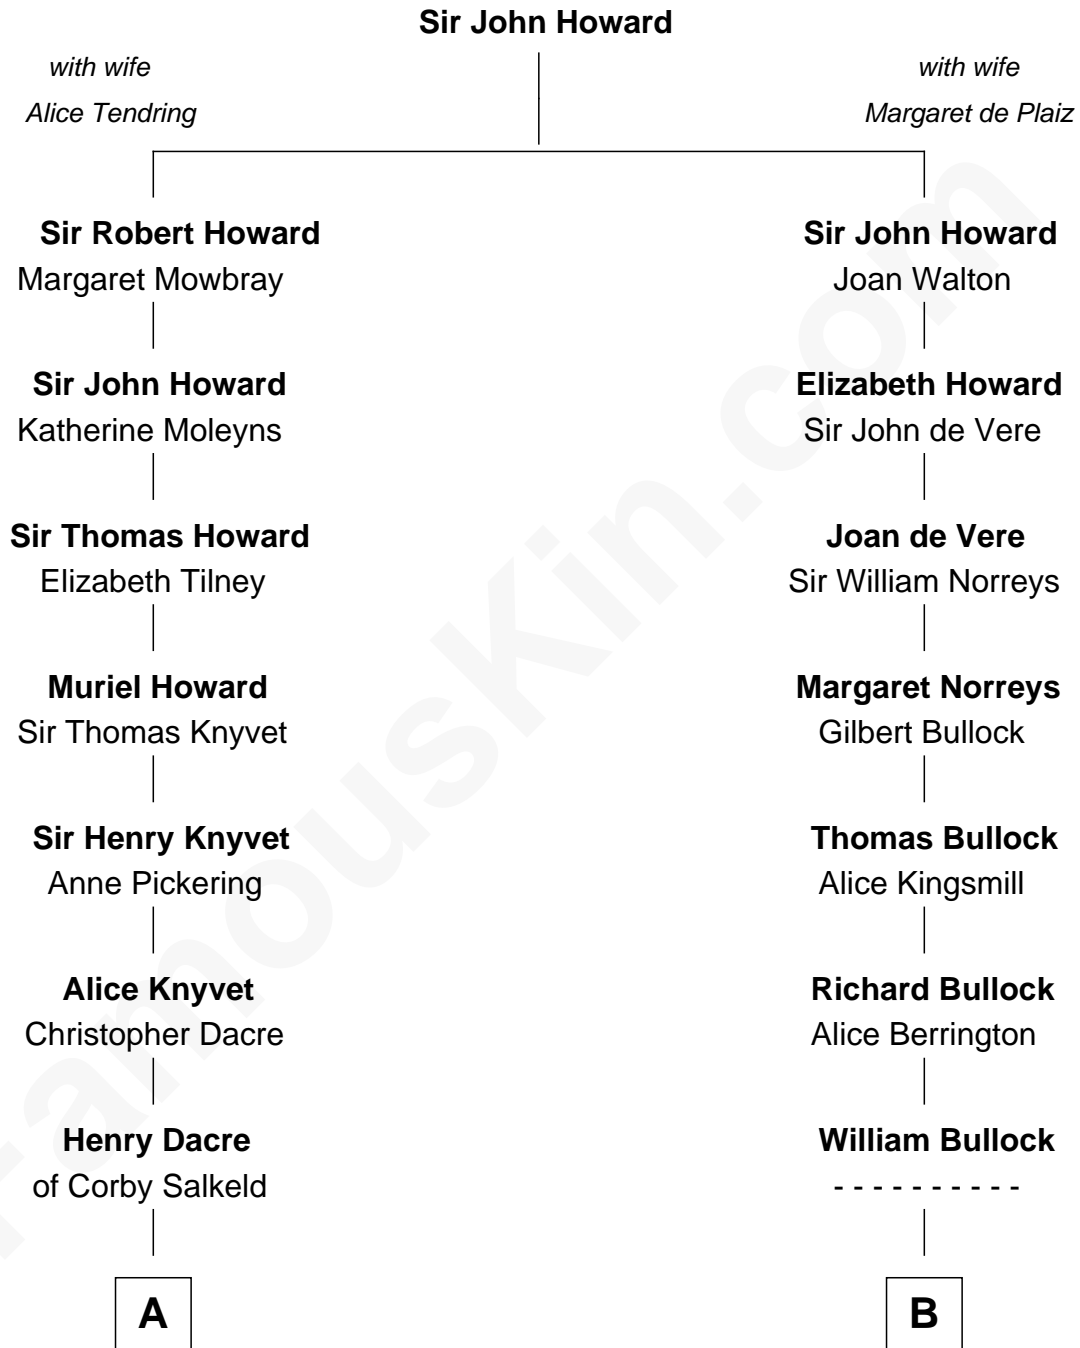 Sir John Howard
with wife
Alice Tendring
with wife
Margaret de Plaiz
Sir Robert Howard
Margaret Mowbray
Sir John Howard
Joan Walton
Sir John Howard
Katherine Moleyns
Elizabeth Howard
Sir John de Vere
Sir Thomas Howard
Elizabeth Tilney
Joan de Vere
Sir William Norreys
Muriel Howard
Sir Thomas Knyvet
Margaret Norreys
Gilbert Bullock
Sir Henry Knyvet
Anne Pickering
Thomas Bullock
Alice Kingsmill
Alice Knyvet
Christopher Dacre
Richard Bullock
Alice Berrington
Henry Dacre
of Corby Salkeld
William Bullock
- - - - - - - - - -
A
B
FamousKin.com